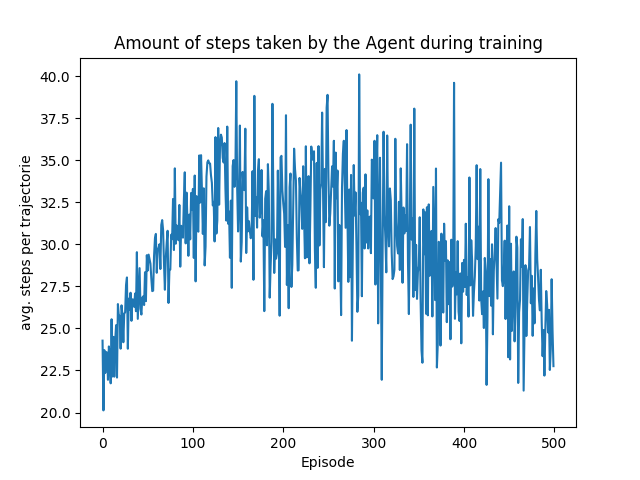 Amount of steps taken by the Agent during training
avg. steps per trajectorie
40.0
37.5
35.0
32.5
30.0
27.5
25.0
22.5
20.0
0 100 200 300 400 500
Episode